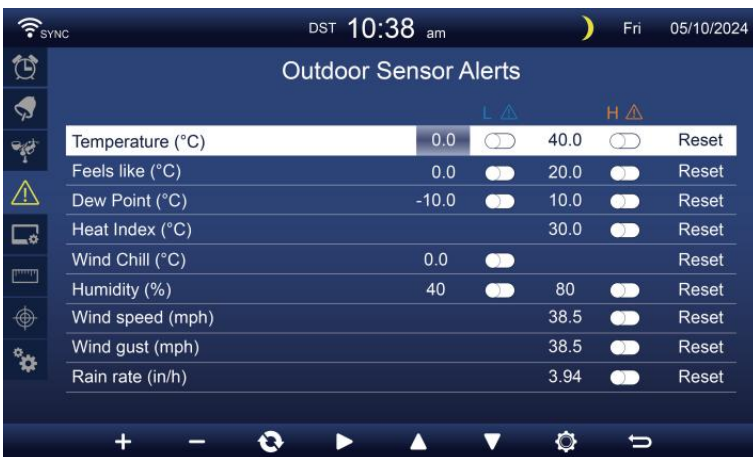 SYNC DST 10:38 am Fri 05/10/2024
Outdoor Sensor Alerts
L H
Temperature (°C) 0.0 40.0 Reset
Feels like (°C) 0.0 20.0 Reset
Dew Point (°C) -10.0 10.0 Reset
Heat Index (°C) 30.0 Reset
Wind Chill (°C) 0.0 Reset
Humidity (%) 40 80 Reset
Wind speed (mph) 38.5 Reset
Wind gust (mph) 38.5 Reset
Rain rate (in/h) 3.94 Reset